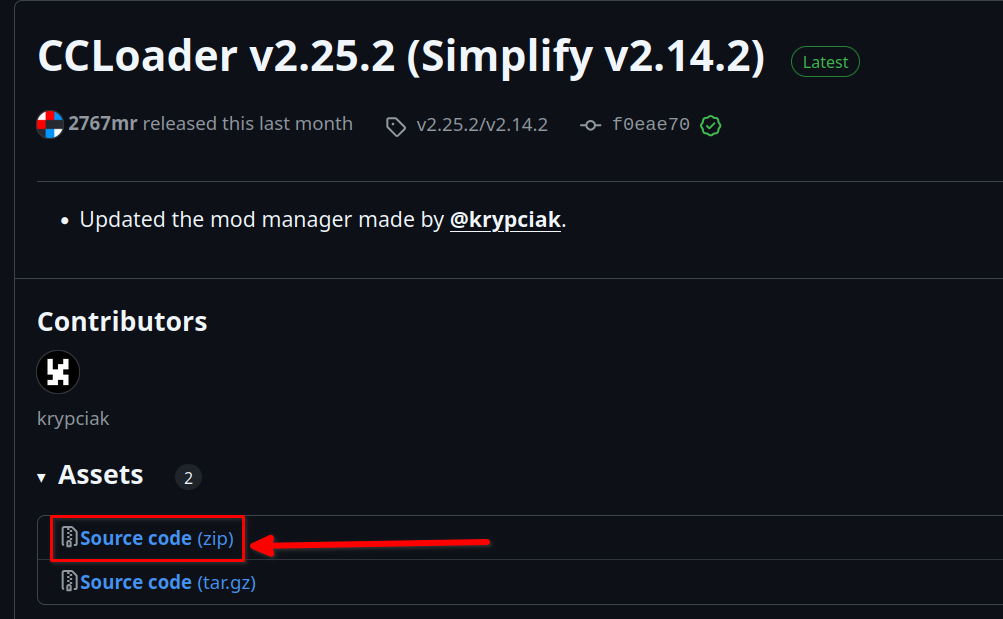 CCLoader v2.25.2 (Simplify v2.14.2) Latest
2767mr released this last month v2.25.2/v2.14.2 f0eae70
• Updated the mod manager made by @krypciak.
Contributors
krypciak
▾ Assets 2
Source code (zip)
Source code (tar.gz)